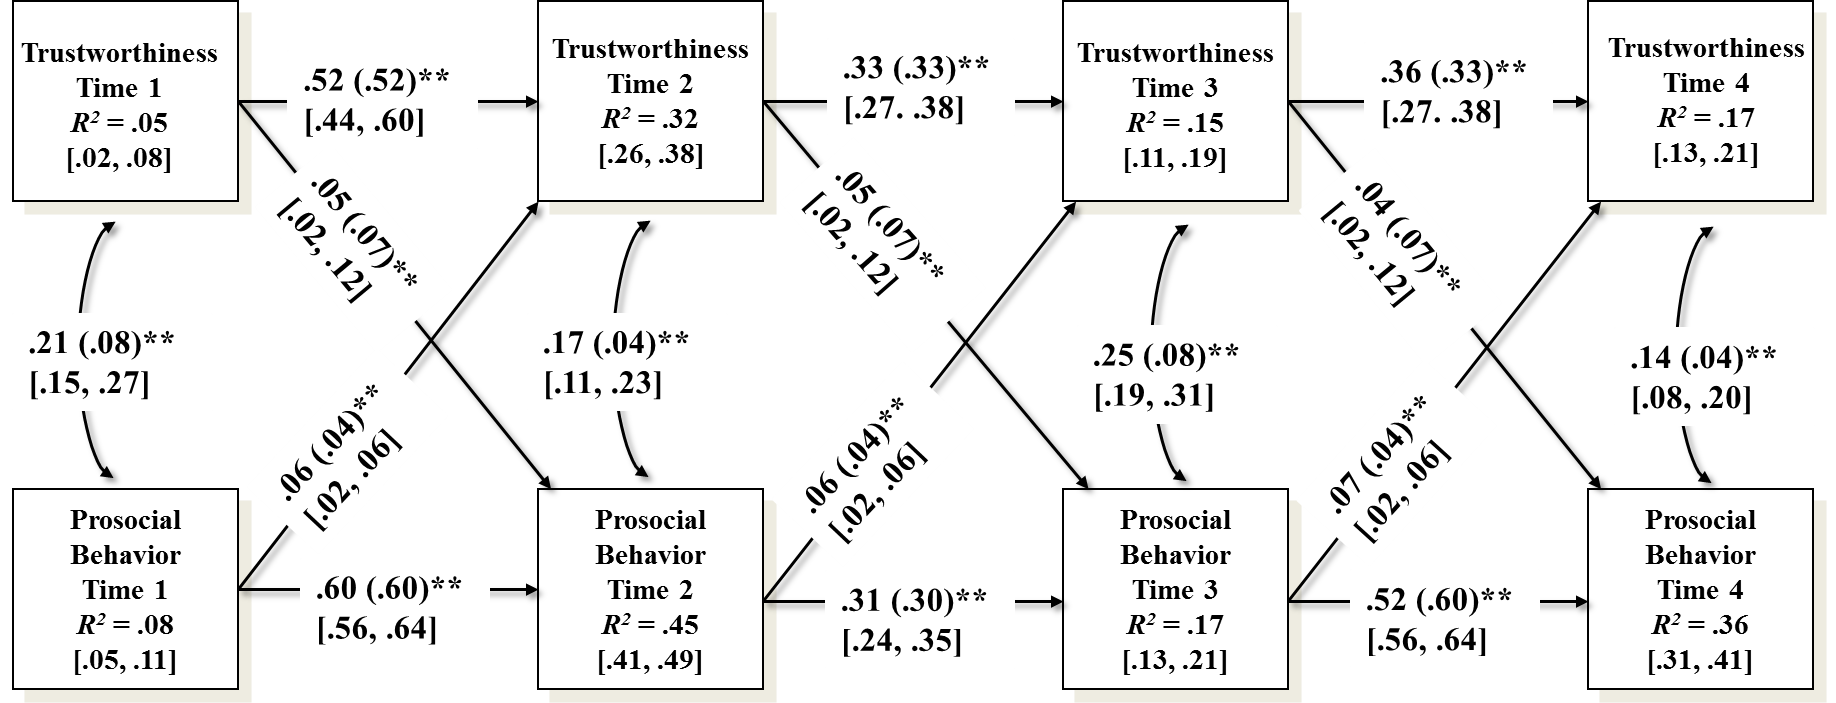 Trustworthiness
Time 1
R² = .05
[.02, .08]
.52 (.52)**
[.44, .60]
Trustworthiness
Time 2
R² = .32
[.26, .38]
.33 (.33)**
[.27. .38]
Trustworthiness
Time 3
R² = .15
[.11, .19]
.36 (.33)**
[.27. .38]
Trustworthiness
Time 4
R² = .17
[.13, .21]
.05 (.07)**
[.02, .12]
.05 (.07)**
[.02, .12]
.04 (.07)**
[.02, .12]
.21 (.08)**
[.15, .27]
.17 (.04)**
[.11, .23]
.25 (.08)**
[.19, .31]
.14 (.04)**
[.08, .20]
.06 (.04)**
[.02, .06]
.06 (.04)**
[.02, .06]
.07 (.04)**
[.02, .06]
Prosocial
Behavior
Time 1
R² = .08
[.05, .11]
.60 (.60)**
[.56, .64]
Prosocial
Behavior
Time 2
R² = .45
[.41, .49]
.31 (.30)**
[.24, .35]
Prosocial
Behavior
Time 3
R² = .17
[.13, .21]
.52 (.60)**
[.56, .64]
Prosocial
Behavior
Time 4
R² = .36
[.31, .41]